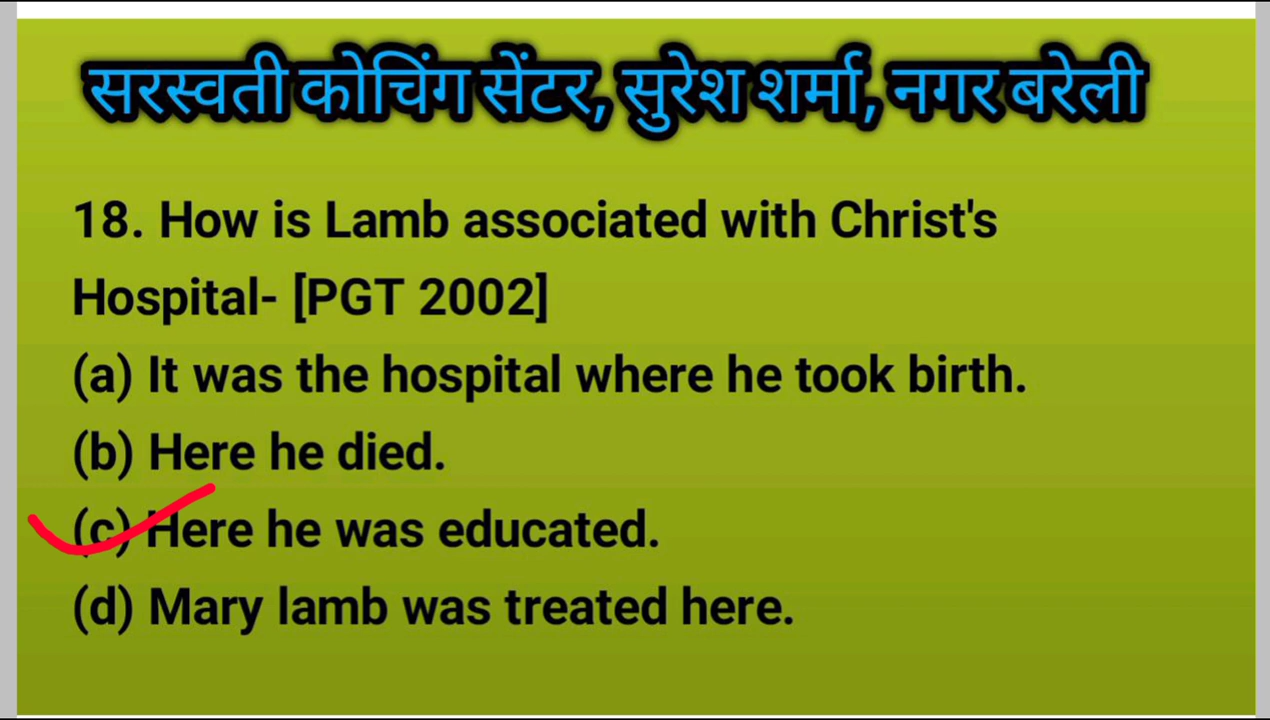 सरस्वती कोचिंग सेंटर, सुरेश शर्मा, नगर बरेली
18. How is Lamb associated with Christ's
Hospital- [PGT 2002]
(a) It was the hospital where he took birth.
(b) Here he died.
(c) Here he was educated.
(d) Mary lamb was treated here.